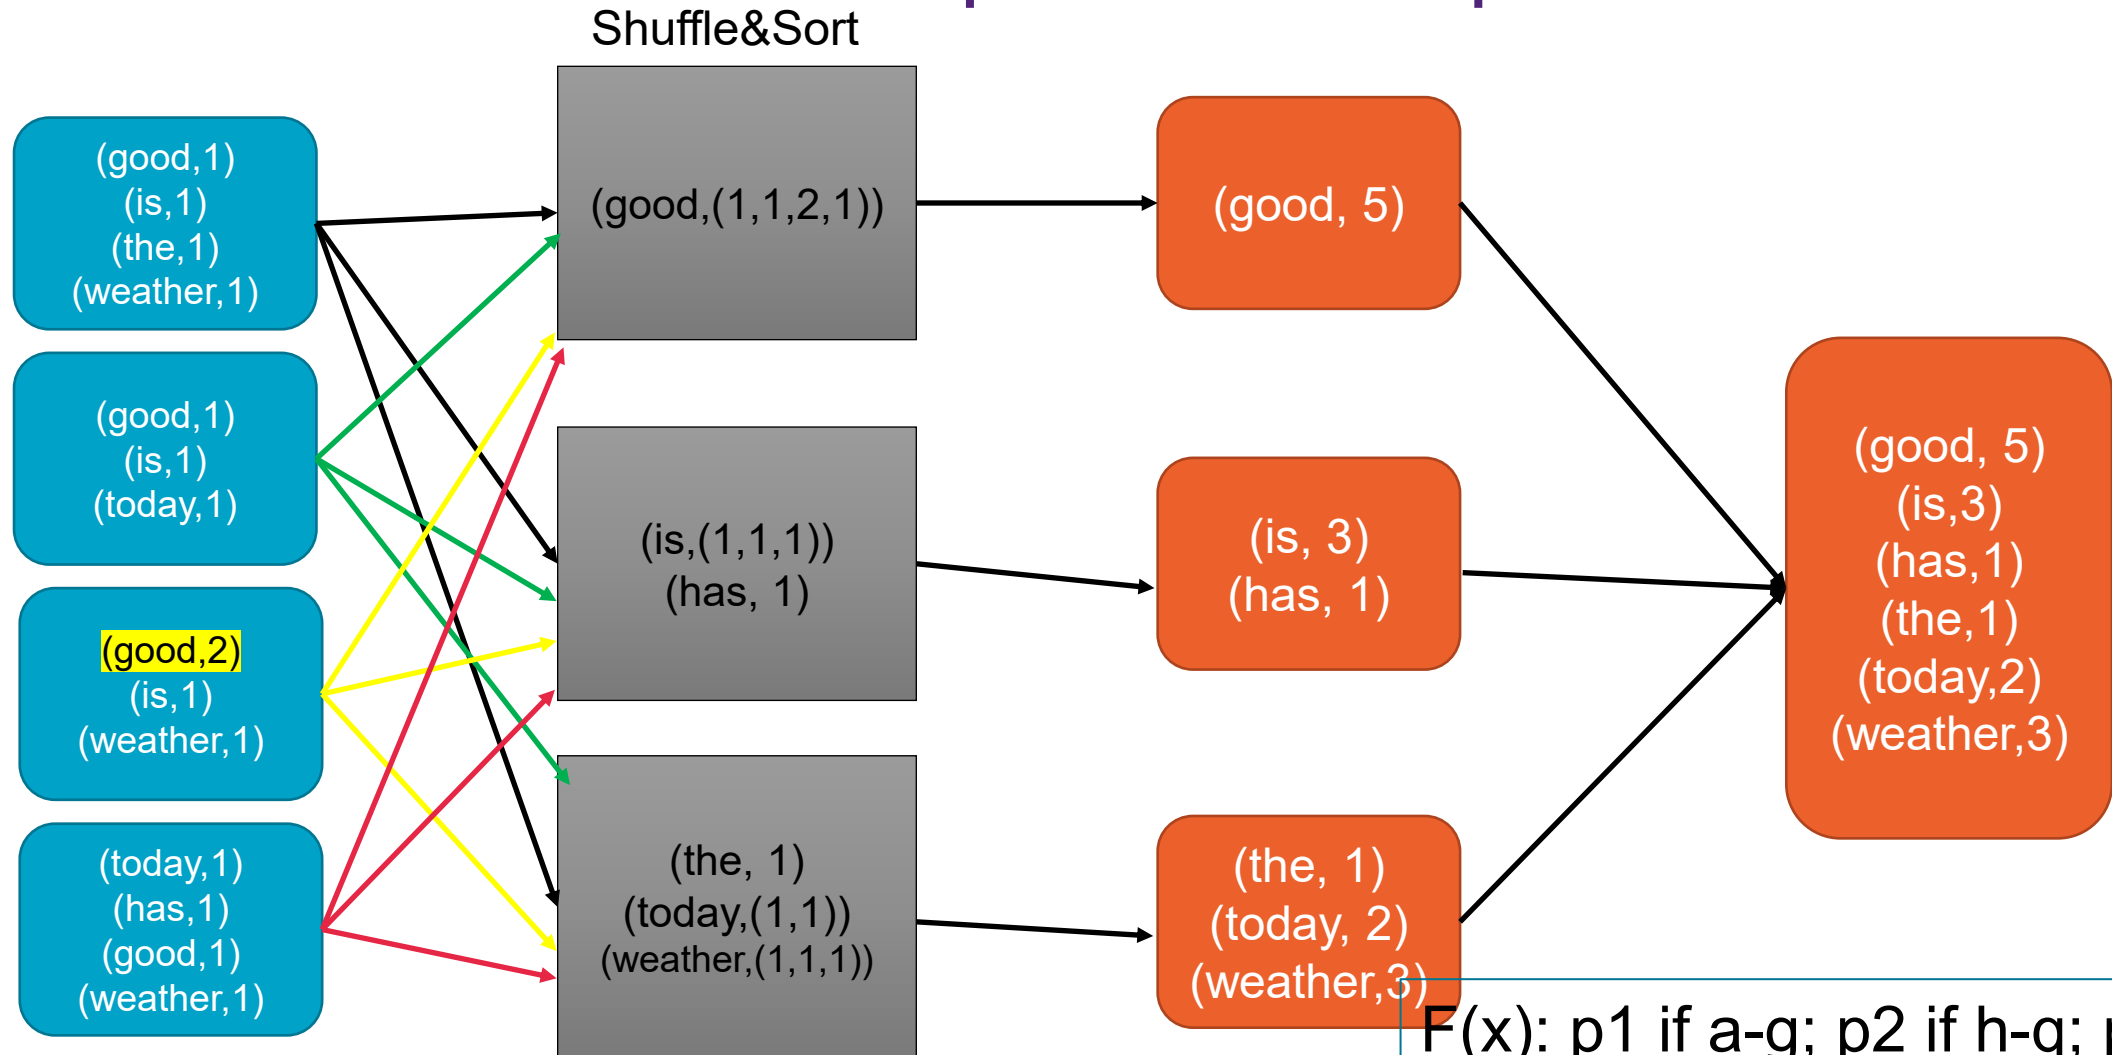 Shuffle&Sort
(good,1)
(is,1)
(the,1)
(weather,1)
(good,1)
(is,1)
(today,1)
(good,2)
(is,1)
(weather,1)
(today,1)
(has,1)
(good,1)
(weather,1)
(good,(1,1,2,1))
(is,(1,1,1))
(has, 1)
(the, 1)
(today,(1,1))
(weather,(1,1,1))
(good, 5)
(is, 3)
(has, 1)
(the, 1)
(today, 2)
(weather,3)
(good, 5)
(is,3)
(has,1)
(the,1)
(today,2)
(weather,3)
F(x): p1 if a-g; p2 if h-q;